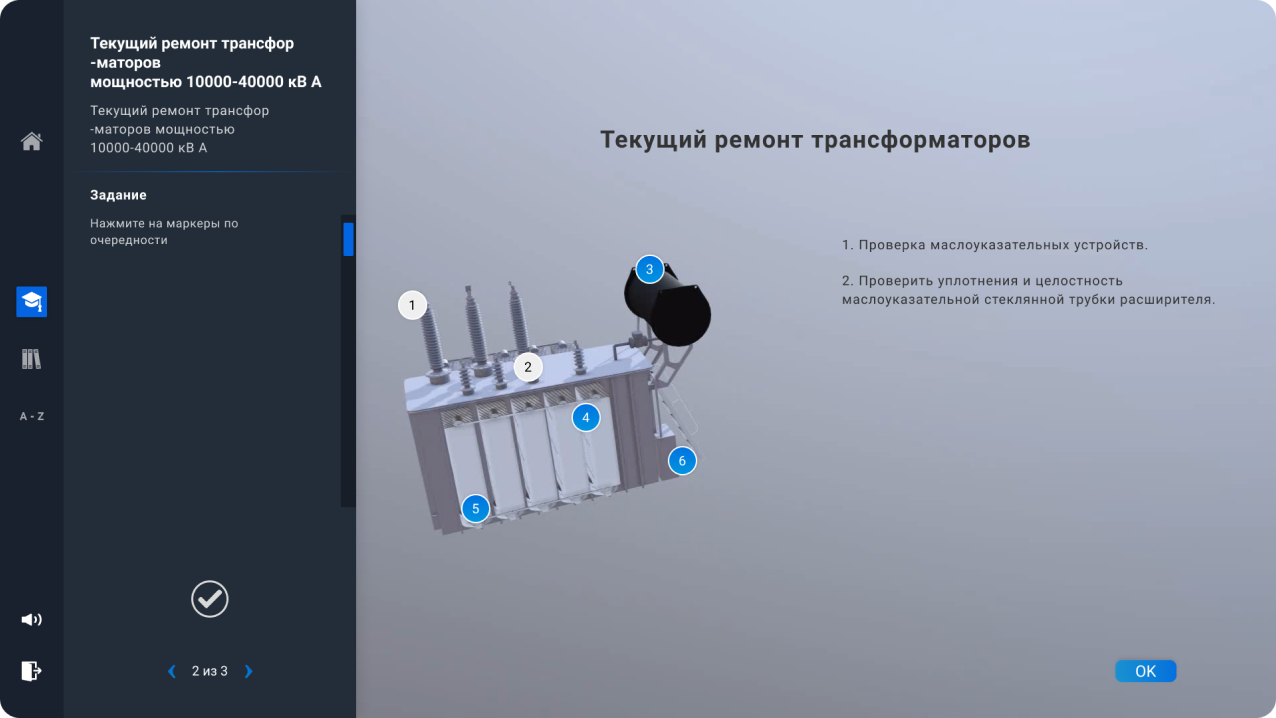 Текущий ремонт трансфор
-маторов
мощностью 10000-40000 кВ А
Текущий ремонт трансфор
-маторов мощностью
10000-40000 кВ А
Задание
Нажмите на маркеры по
очередности
A - Z
2 из 3
Текущий ремонт трансформаторов
1. Проверка маслоуказательных устройств.
2. Проверить уплотнения и целостность
маслоуказательной стеклянной трубки расширителя.
3
1
2
4
6
5
OK